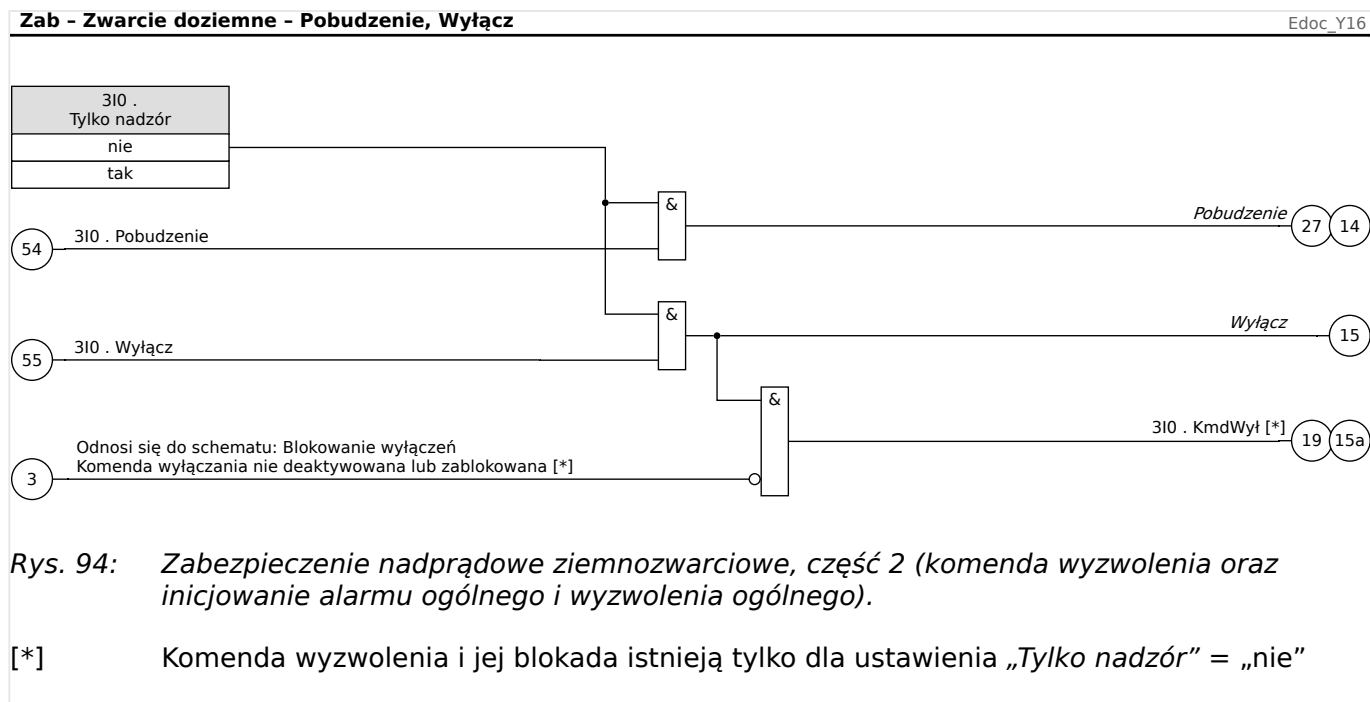 Zab – Zwarcie doziemne – Pobudzenie, Wyłącz
Edoc_Y16
3I0 .
Tylko nadzór
nie
tak
&
Pobudzenie
27
14
54
3I0 . Pobudzenie
&
Wyłącz
15
55
3I0 . Wyłącz
&
3I0 . KmdWył [*]
19
15a
Odnosi się do schematu: Blokowanie wyłączeń
Komenda wyłączania nie deaktywowana lub zablokowana [*]
3
Rys. 94: Zabezpieczenie nadprądowe ziemnozwarciowe, część 2 (komenda wyzwolenia oraz
inicjowanie alarmu ogólnego i wyzwolenia ogólnego).
[*] Komenda wyzwolenia i jej blokada istnieją tylko dla ustawienia „Tylko nadzór” = „nie”